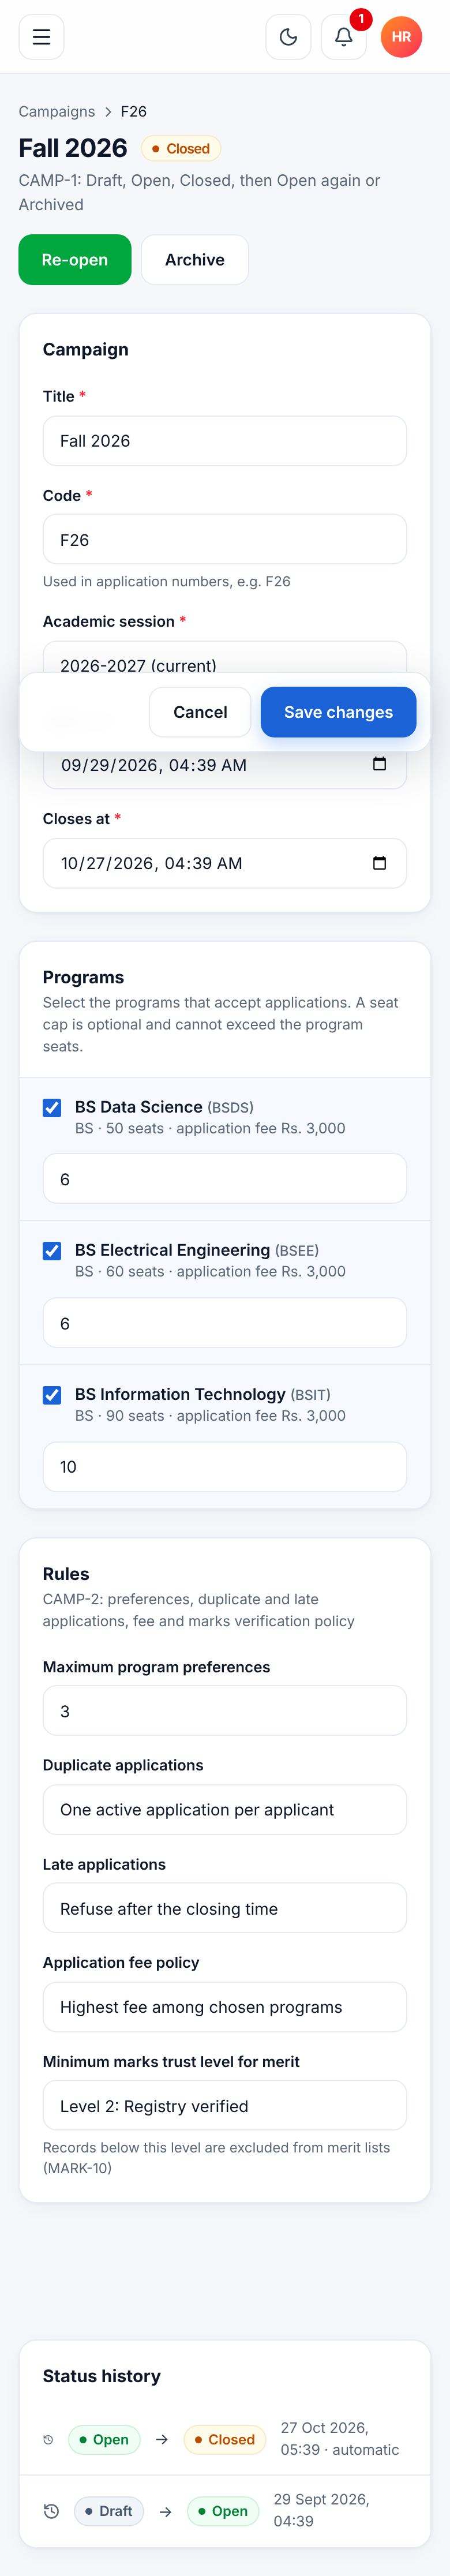 1
HR
Campaigns > F26
Fall 2026 Closed
CAMP-1: Draft, Open, Closed, then Open again or
Archived
Re-open Archive
Campaign
Title *
Fall 2026
Code *
F26
Used in application numbers, e.g. F26
Academic session *
2026-2027 (current)
Cancel Save changes
09/29/2026, 04:39 AM
Closes at *
10/27/2026, 04:39 AM
Programs
Select the programs that accept applications. A seat
cap is optional and cannot exceed the program
seats.
BS Data Science (BSDS)
BS · 50 seats · application fee Rs. 3,000
6
BS Electrical Engineering (BSEE)
BS · 60 seats · application fee Rs. 3,000
6
BS Information Technology (BSIT)
BS · 90 seats · application fee Rs. 3,000
10
Rules
CAMP-2: preferences, duplicate and late
applications, fee and marks verification policy
Maximum program preferences
3
Duplicate applications
One active application per applicant
Late applications
Refuse after the closing time
Application fee policy
Highest fee among chosen programs
Minimum marks trust level for merit
Level 2: Registry verified
Records below this level are excluded from merit lists
(MARK-10)
Status history
Open → Closed 27 Oct 2026,
05:39 · automatic
Draft → Open 29 Sept 2026,
04:39